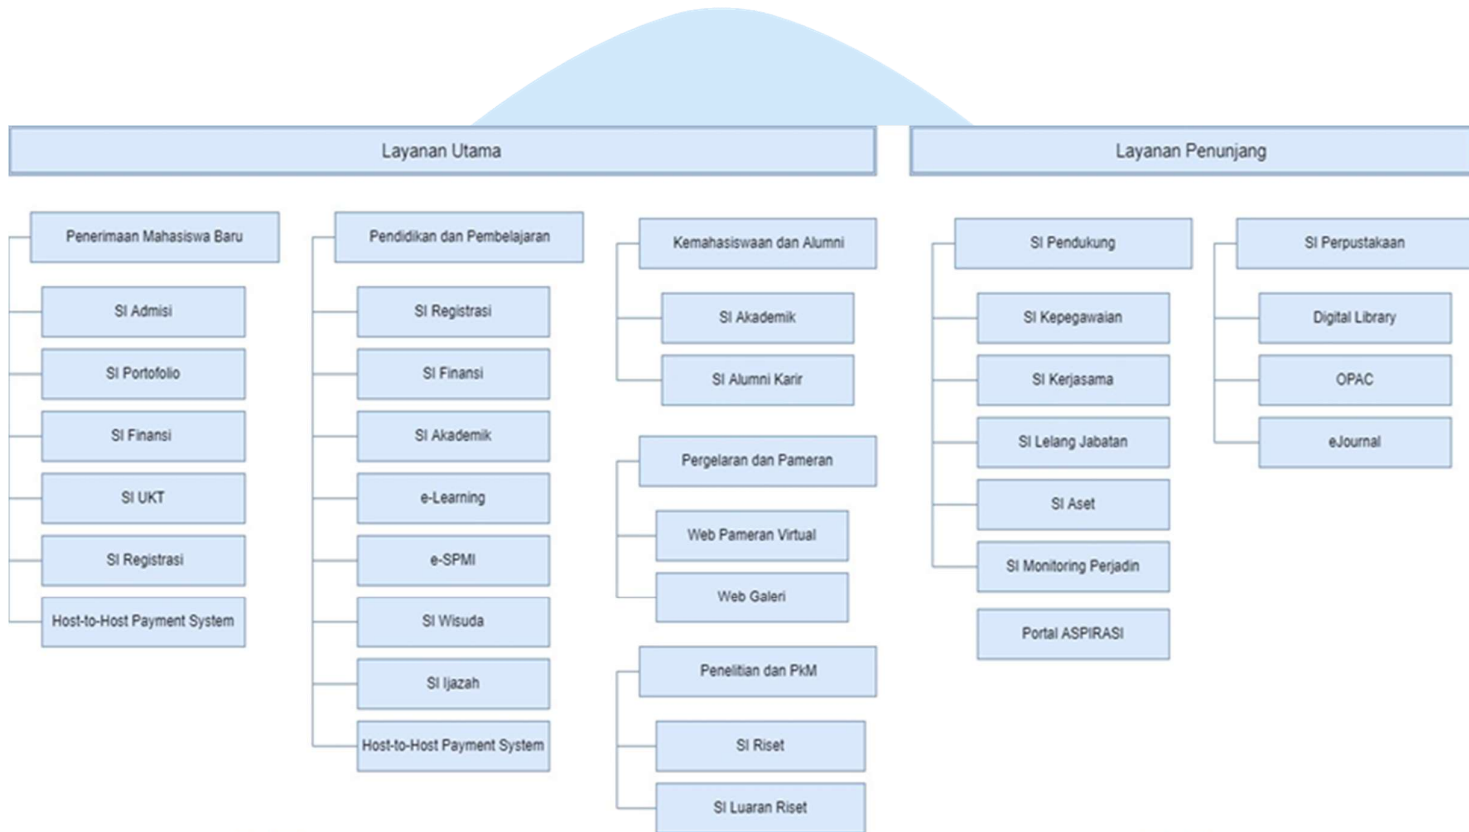 Layanan Utama
Layanan Penunjang
Penerimaan Mahasiswa Baru
SI Admisi
SI Portofolio
SI Finansi
SI UKT
SI Registrasi
Host-to-Host Payment System
Pendidikan dan Pembelajaran
SI Registrasi
SI Finansi
SI Akademik
e-Learning
e-SPMI
SI Wisuda
SI Ijazah
Host-to-Host Payment System
Kemahasiswaan dan Alumni
SI Akademik
SI Alumni Karir
Pergelaran dan Pameran
Web Pameran Virtual
Web Galeri
Penelitian dan PkM
SI Riset
SI Luaran Riset
SI Pendukung
SI Kepegawaian
SI Kerjasama
SI Lelang Jabatan
SI Aset
SI Monitoring Perjadin
Portal ASPIRASI
SI Perpustakaan
Digital Library
OPAC
eJournal